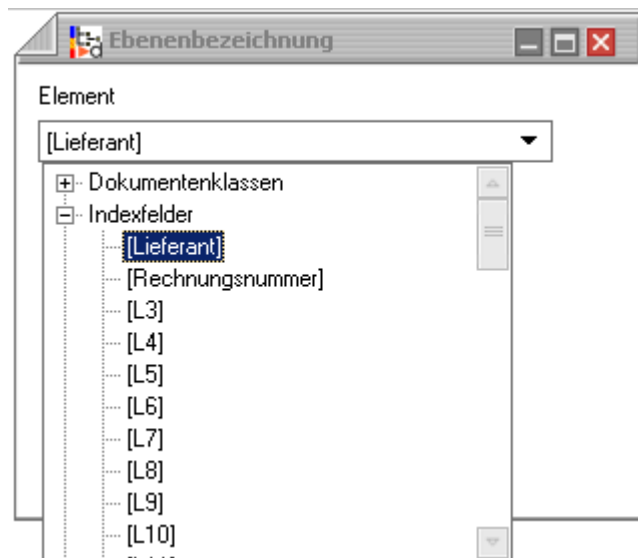 Ebenenbezeichnung
Element
[Lieferant]
Dokumentenklassen
Indexfelder
[Lieferant]
[Rechnungsnummer]
[L3]
[L4]
[L5]
[L6]
[L7]
[L8]
[L9]
[L10]